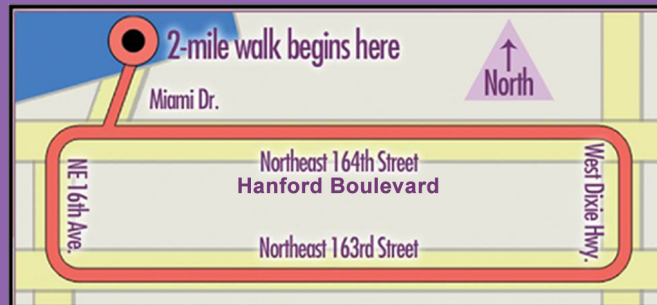 2-mile walk begins here
North
Miami Dr.
NE 16th Ave.
Northeast 164th Street
Hanford Boulevard
West Dixie Hwy.
Northeast 163rd Street